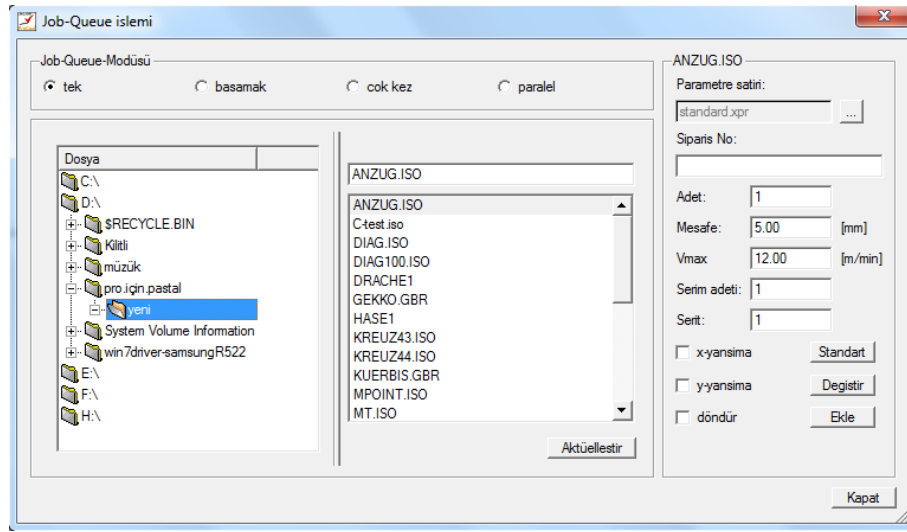 Job-Queue islemi
Job-Queue-Modüsü
tek
basamak
cok kez
paralel
Dosya
C:\
D:\
$RECYCLE.BIN
Kilitli
müzük
pro.için.pastal
yeni
System Volume Information
win7driver-samsungR522
E:\
F:\
H:\
ANZUG.ISO
ANZUG.ISO
C-test.iso
DIAG.ISO
DIAG100.ISO
DRACHE1
GEKKO.GBR
HASE1
KREUZ43.ISO
KREUZ44.ISO
KUERBIS.GBR
MPOINT.ISO
MT.ISO
Aktüellestir
ANZUG.ISO
Parametre satiri:
standard.xpr ...
Siparis No:
Adet: 1
Mesafe: 5.00 [mm]
Vmax 12.00 [m/min]
Serim adeti: 1
Serit: 1
x-yansima Standart
y-yansima Degistir
döndür Ekle
Kapat